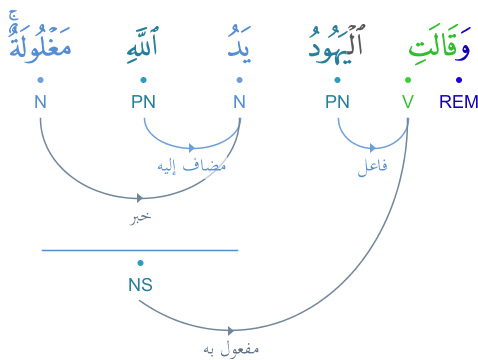 وَقَالَتِ ٱلْيَهُودُ يَدُ ٱللَّهِ مَغْلُولَةٌ ۚ
REM V PN N PN N
فاعل مضاف إليه
خبر
NS
مفعول به